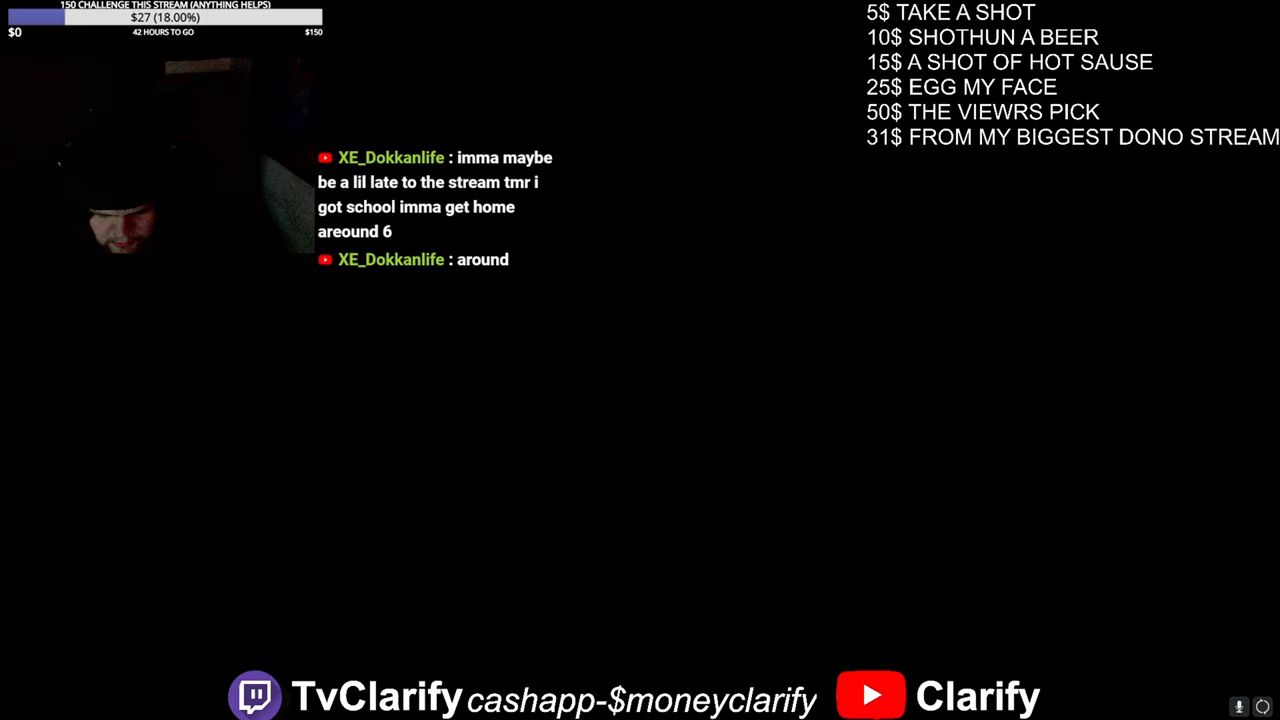 150 CHALLENGE THIS STREAM (ANYTHING HELPS)
$27 (18.00%)
$0
42 HOURS TO GO
$150
5$ TAKE A SHOT
10$ SHOTHUN A BEER
15$ A SHOT OF HOT SAUSE
25$ EGG MY FACE
50$ THE VIEWRS PICK
31$ FROM MY BIGGEST DONO STREAM
XE_Dokkanlife : imma maybe
be a lil late to the stream tmr i
got school imma get home
areound 6
XE_Dokkanlife : around
TvClarify
cashapp-$moneyclarify
Clarify